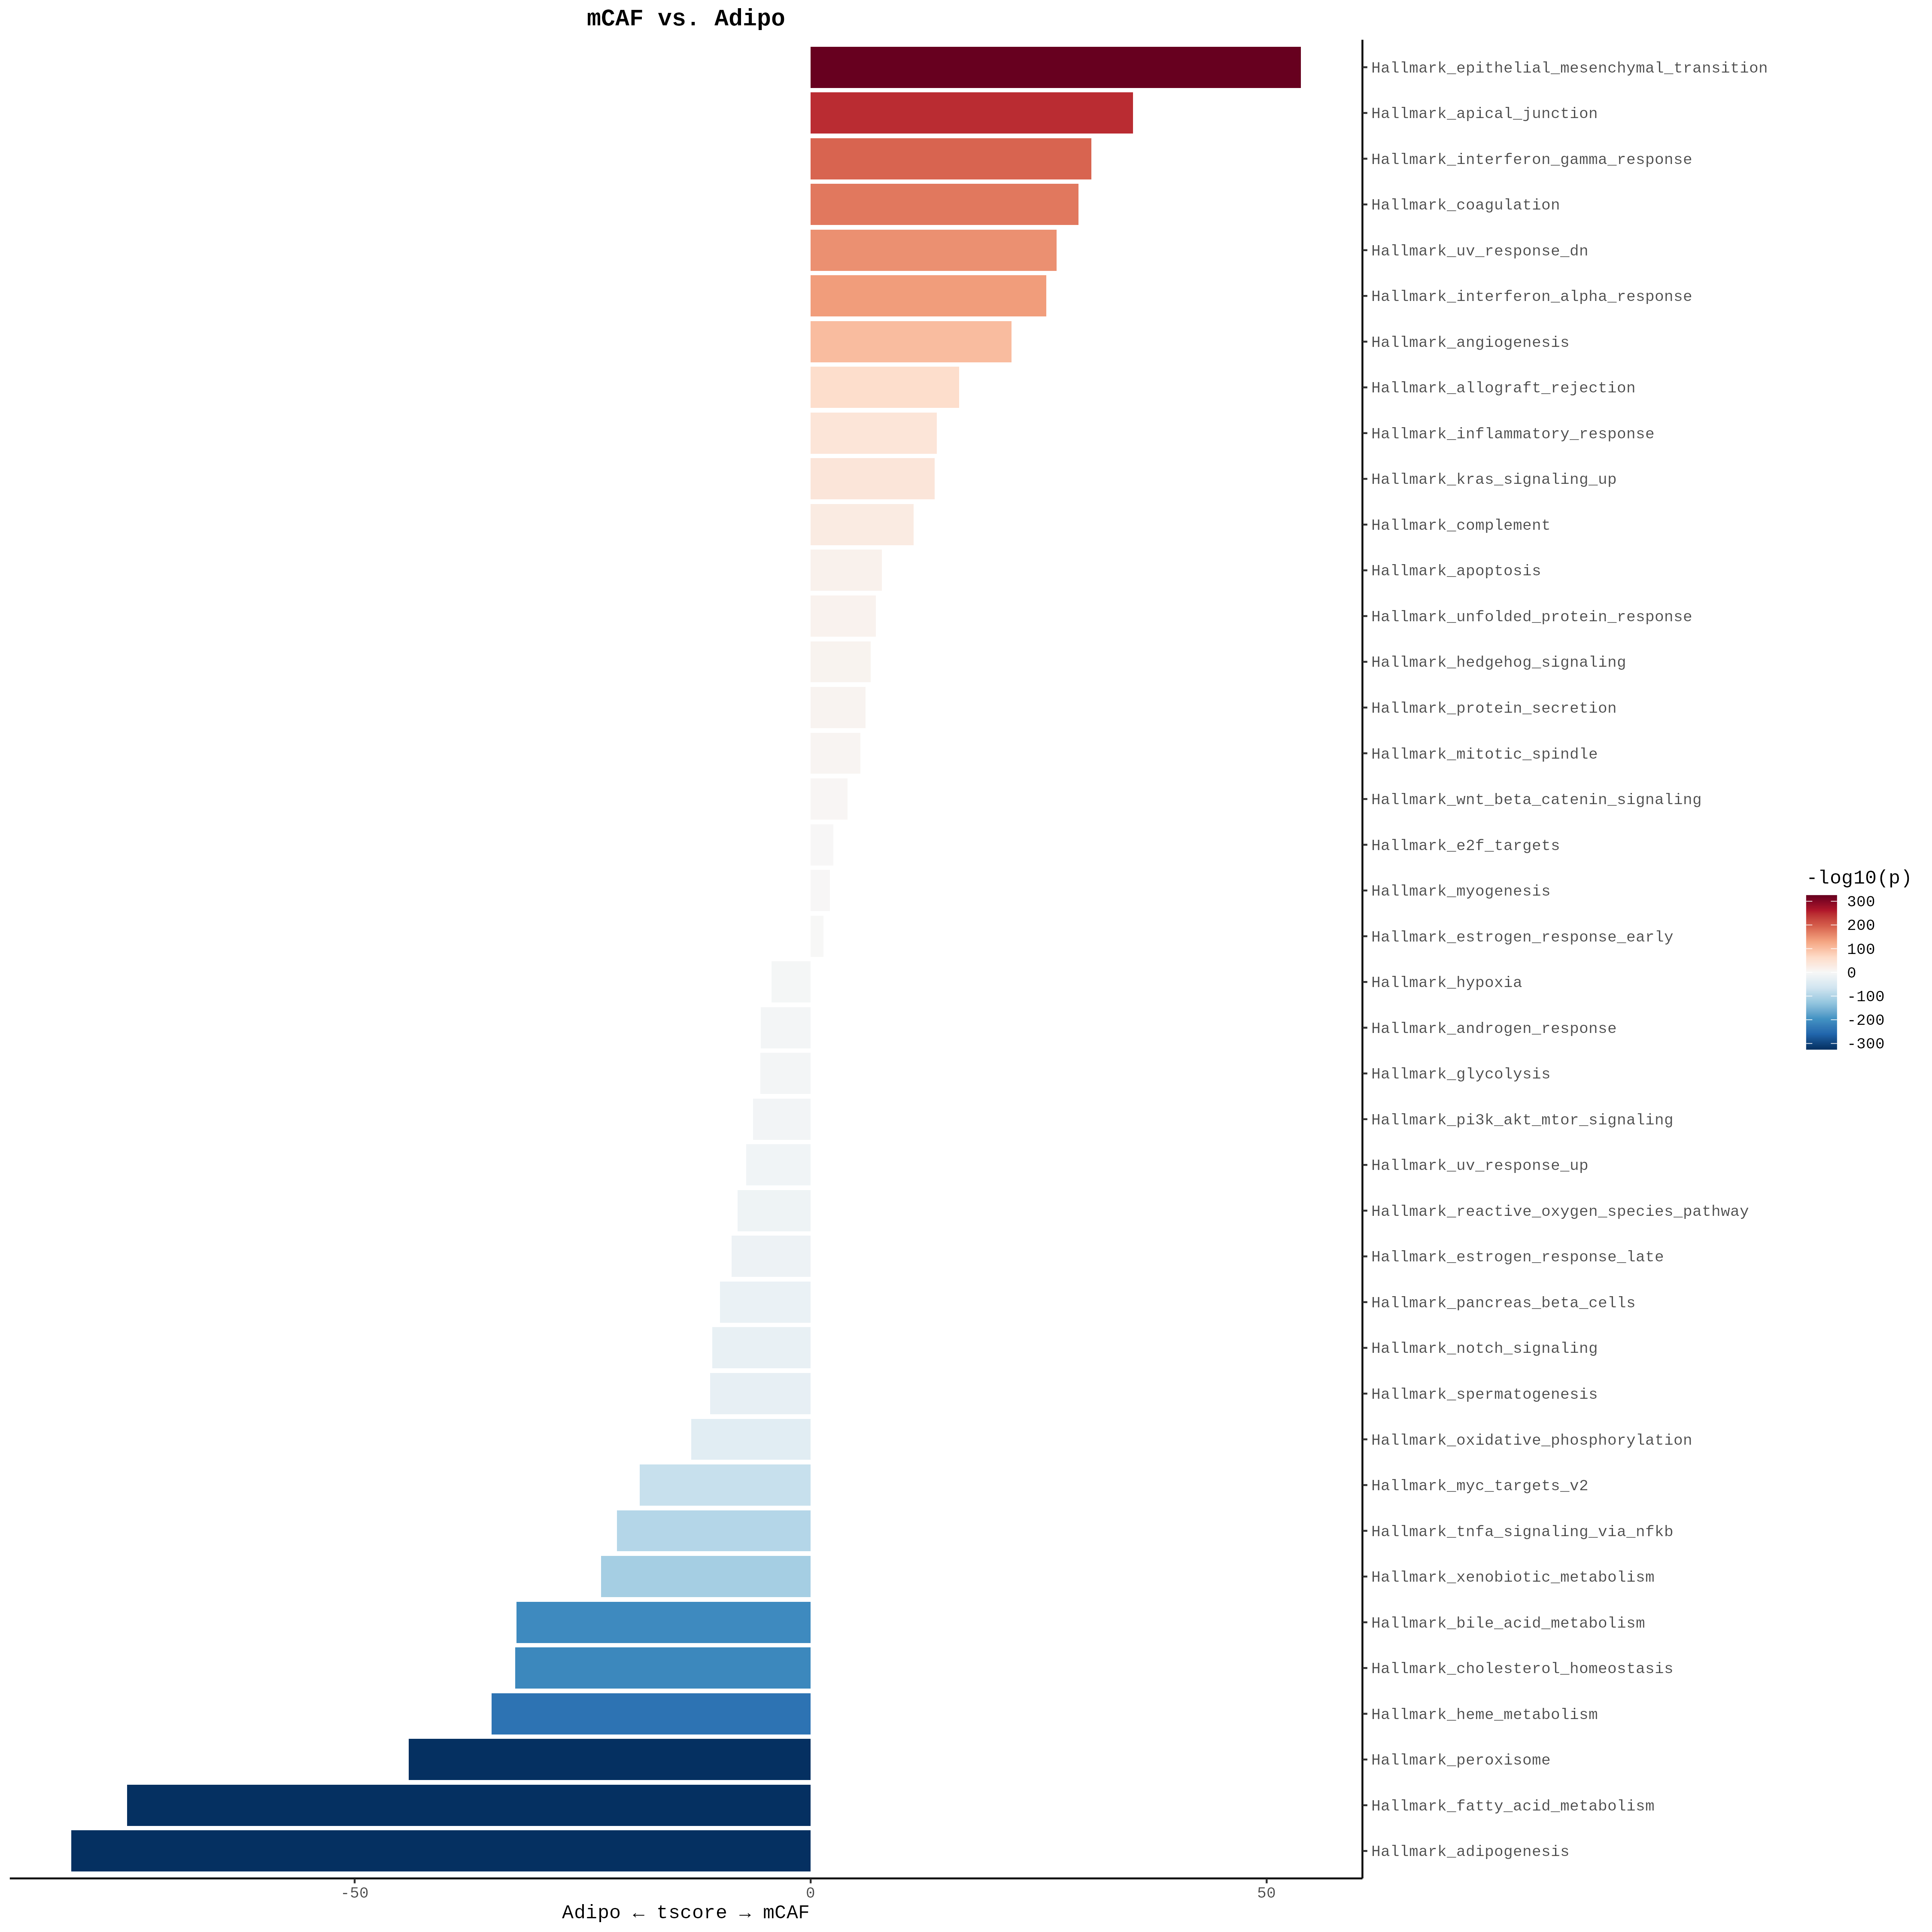 mCAF vs. Adipo
Hallmark_epithelial_mesenchymal_transition
Hallmark_apical_junction
Hallmark_interferon_gamma_response
Hallmark_coagulation
Hallmark_uv_response_dn
Hallmark_interferon_alpha_response
Hallmark_angiogenesis
Hallmark_allograft_rejection
Hallmark_inflammatory_response
Hallmark_kras_signaling_up
Hallmark_complement
Hallmark_apoptosis
Hallmark_unfolded_protein_response
Hallmark_hedgehog_signaling
Hallmark_protein_secretion
Hallmark_mitotic_spindle
Hallmark_wnt_beta_catenin_signaling
Hallmark_e2f_targets
Hallmark_myogenesis
Hallmark_estrogen_response_early
Hallmark_hypoxia
Hallmark_androgen_response
Hallmark_glycolysis
Hallmark_pi3k_akt_mtor_signaling
Hallmark_uv_response_up
Hallmark_reactive_oxygen_species_pathway
Hallmark_estrogen_response_late
Hallmark_pancreas_beta_cells
Hallmark_notch_signaling
Hallmark_spermatogenesis
Hallmark_oxidative_phosphorylation
Hallmark_myc_targets_v2
Hallmark_tnfa_signaling_via_nfkb
Hallmark_xenobiotic_metabolism
Hallmark_bile_acid_metabolism
Hallmark_cholesterol_homeostasis
Hallmark_heme_metabolism
Hallmark_peroxisome
Hallmark_fatty_acid_metabolism
Hallmark_adipogenesis
-50 0 50
Adipo ← tscore → mCAF
-log10(p)
300
200
100
0
-100
-200
-300